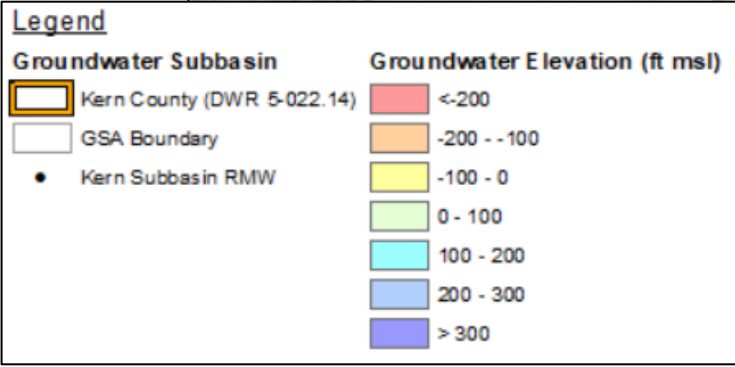 Legend
Groundwater Subbasin
Kern County (DWR 5-022.14)
GSA Boundary
Kern Subbasin RMW
Groundwater Elevation (ft msl)
<-200
-200 - -100
-100 - 0
0 - 100
100 - 200
200 - 300
> 300